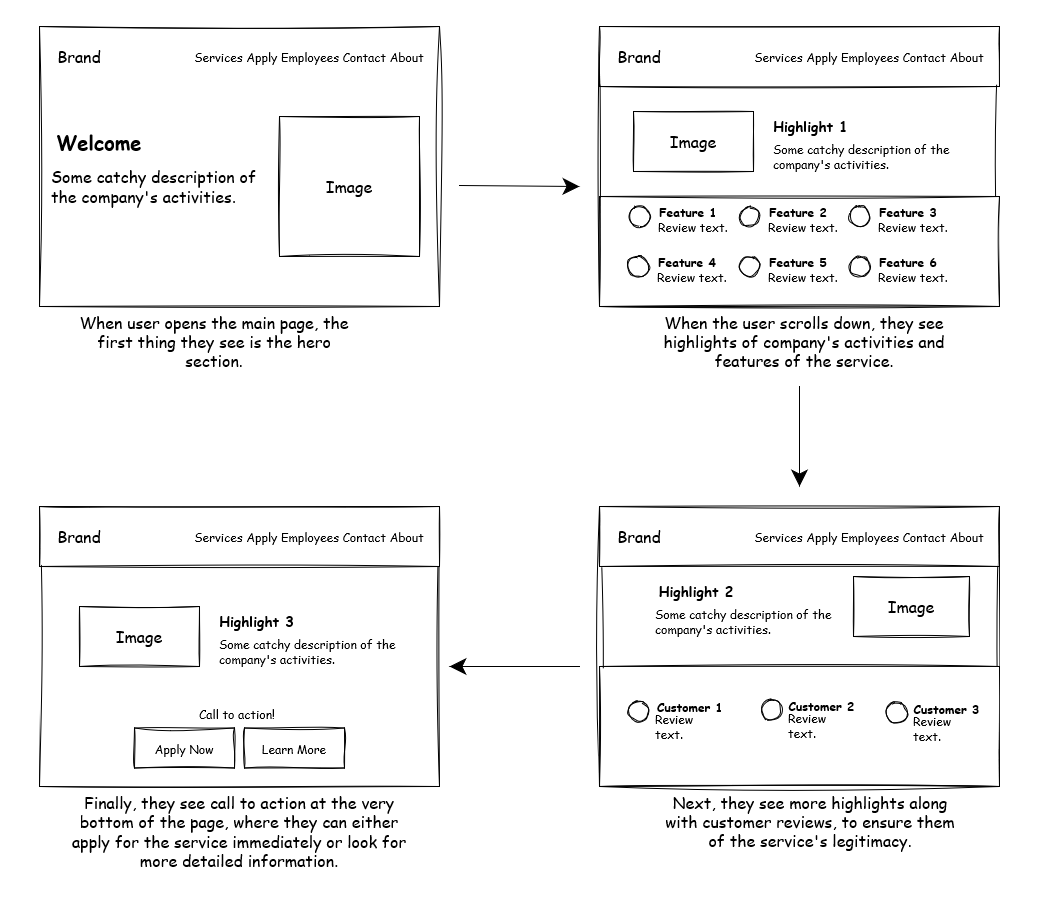 Brand
Services Apply Employees Contact About
Welcome
Some catchy description of
the company's activities.
Image
When user opens the main page, the
first thing they see is the hero
section.
Brand
Services Apply Employees Contact About
Image
Highlight 1
Some catchy description of the
company's activities.
Feature 1
Review text.
Feature 2
Review text.
Feature 3
Review text.
Feature 4
Review text.
Feature 5
Review text.
Feature 6
Review text.
When the user scrolls down, they see
highlights of company's activities and
features of the service.
Brand
Services Apply Employees Contact About
Highlight 2
Some catchy description of the
company's activities.
Image
Customer 1
Review
text.
Customer 2
Review
text.
Customer 3
Review
text.
Next, they see more highlights along
with customer reviews, to ensure them
of the service's legitimacy.
Brand
Services Apply Employees Contact About
Image
Highlight 3
Some catchy description of the
company's activities.
Call to action!
Apply Now
Learn More
Finally, they see call to action at the very
bottom of the page, where they can either
apply for the service immediately or look for
more detailed information.